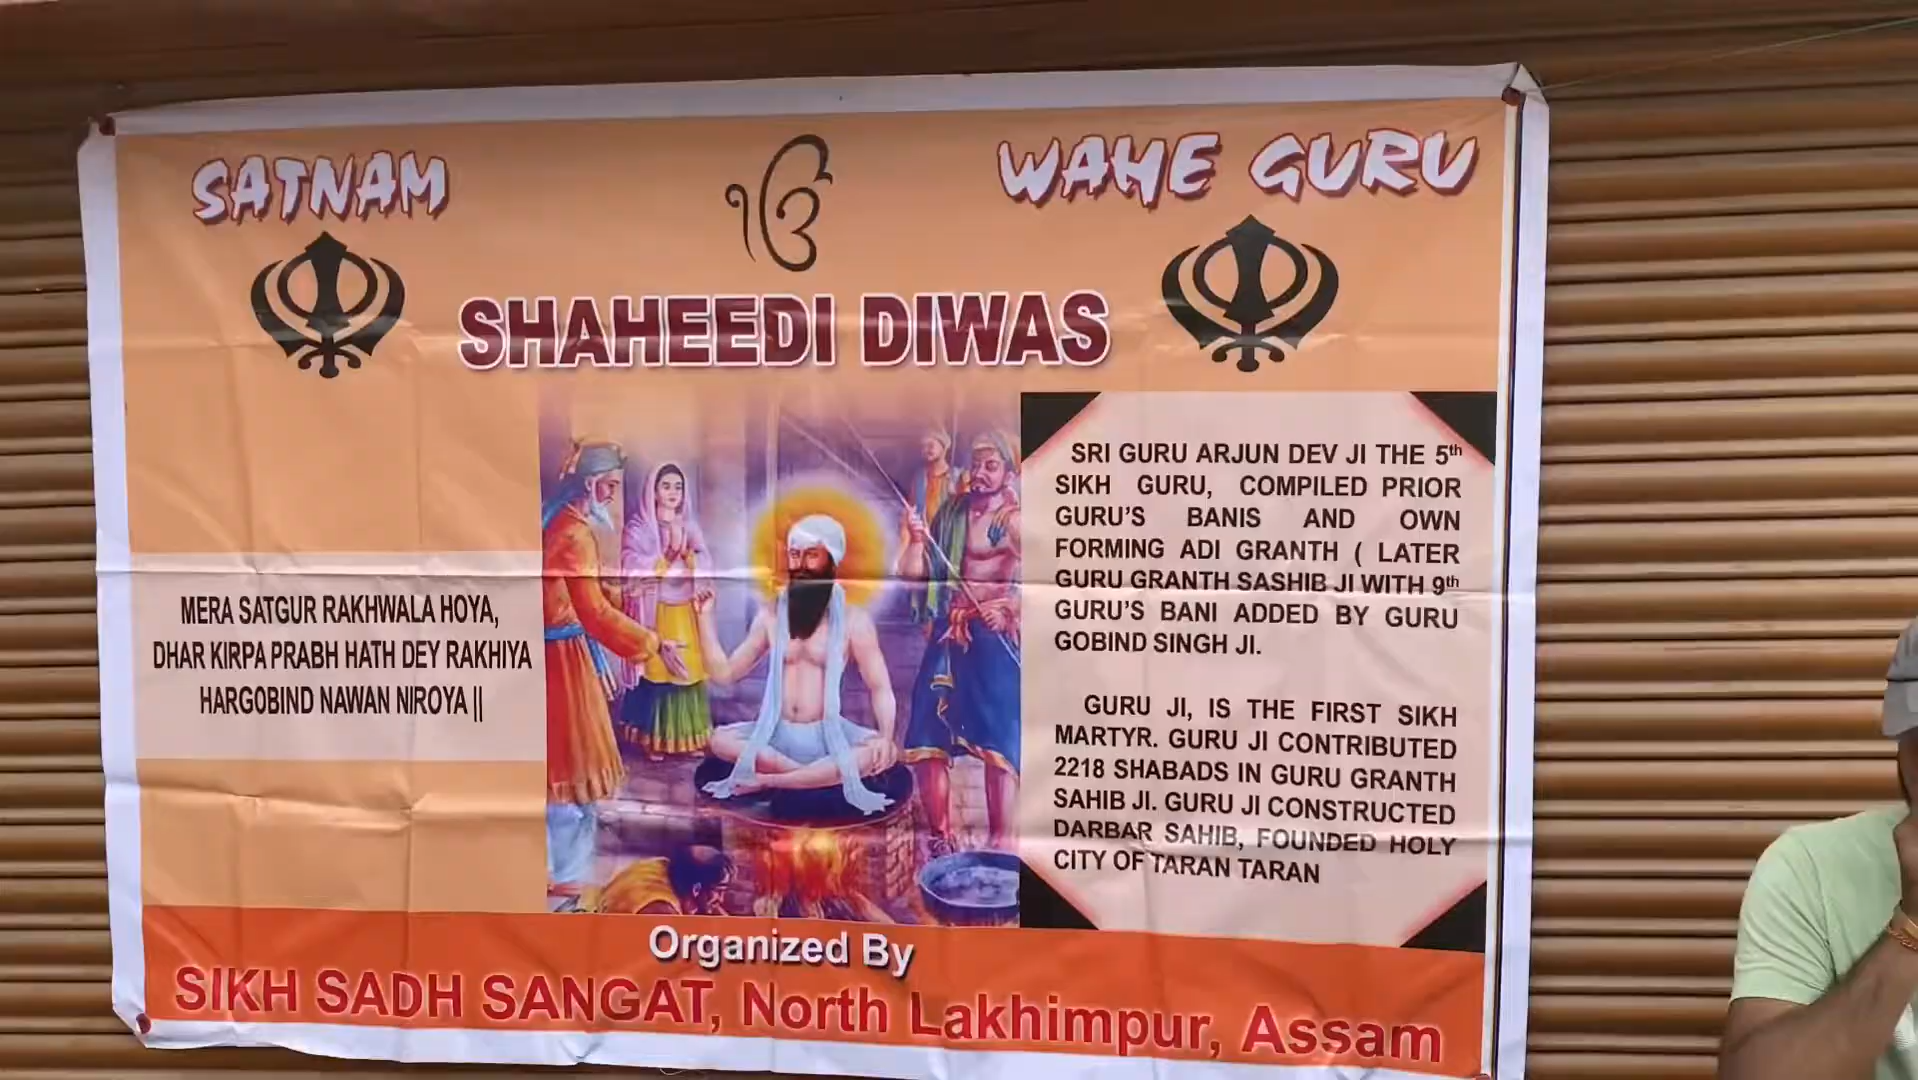 SATNAM
ੴ
WAHE GURU
SHAHEEDI DIWAS
MERA SATGUR RAKHWALA HOYA,
DHAR KIRPA PRABH HATH DEY RAKHIYA
HARGOBIND NAWAN NIROYA ||
SRI GURU ARJUN DEV JI THE 5th
SIKH GURU, COMPILED PRIOR
GURU'S BANIS AND OWN
FORMING ADI GRANTH ( LATER
GURU GRANTH SASHIB JI WITH 9th
GURU'S BANI ADDED BY GURU
GOBIND SINGH JI.
GURU JI, IS THE FIRST SIKH
MARTYR. GURU JI CONTRIBUTED
2218 SHABADS IN GURU GRANTH
SAHIB JI. GURU JI CONSTRUCTED
DARBAR SAHIB, FOUNDED HOLY
CITY OF TARAN TARAN
Organized By
SIKH SADH SANGAT, North Lakhimpur, Assam